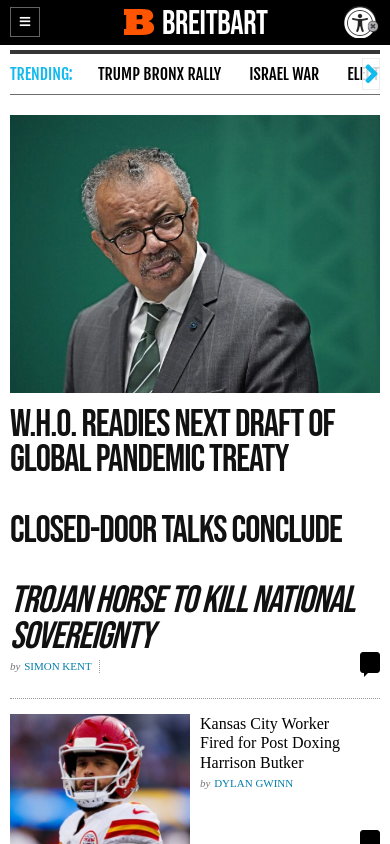 BREITBART
TRENDING: TRUMP BRONX RALLY ISRAEL WAR
W.H.O. READIES NEXT DRAFT OF
GLOBAL PANDEMIC TREATY
CLOSED-DOOR TALKS CONCLUDE
TROJAN HORSE TO KILL NATIONAL
SOVEREIGNTY
by SIMON KENT
Kansas City Worker
Fired for Post Doxing
Harrison Butker
by DYLAN GWINN